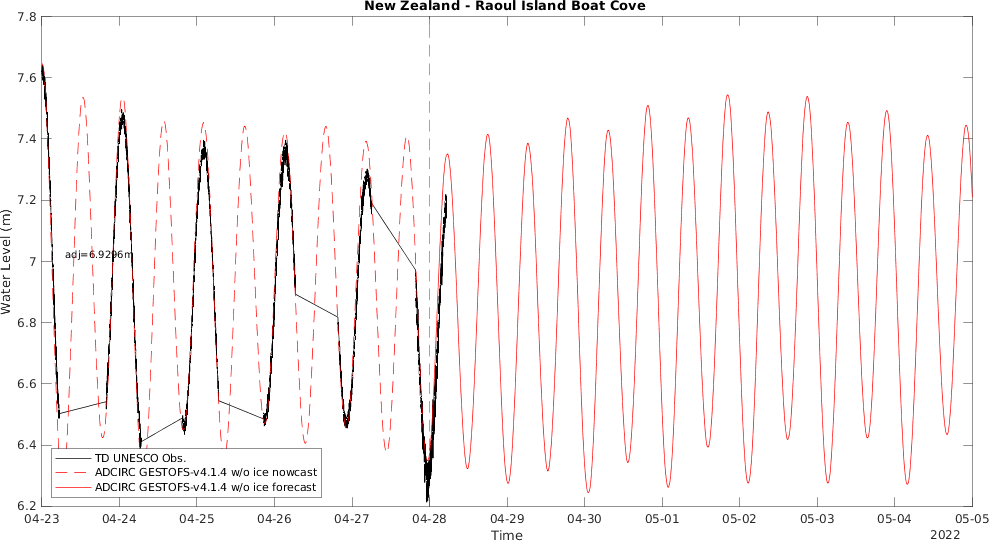 New Zealand - Raoul Island Boat Cove
7.8
7.6
7.4
7.2
7
6.8
6.6
6.4
6.2
Water Level (m)
adj=6.9296m
TD UNESCO Obs.
ADCIRC GESTOFS-v4.1.4 w/o ice nowcast
ADCIRC GESTOFS-v4.1.4 w/o ice forecast
04-23 04-24 04-25 04-26 04-27 04-28 04-29 04-30 05-01 05-02 05-03 05-04 05-05
Time
2022